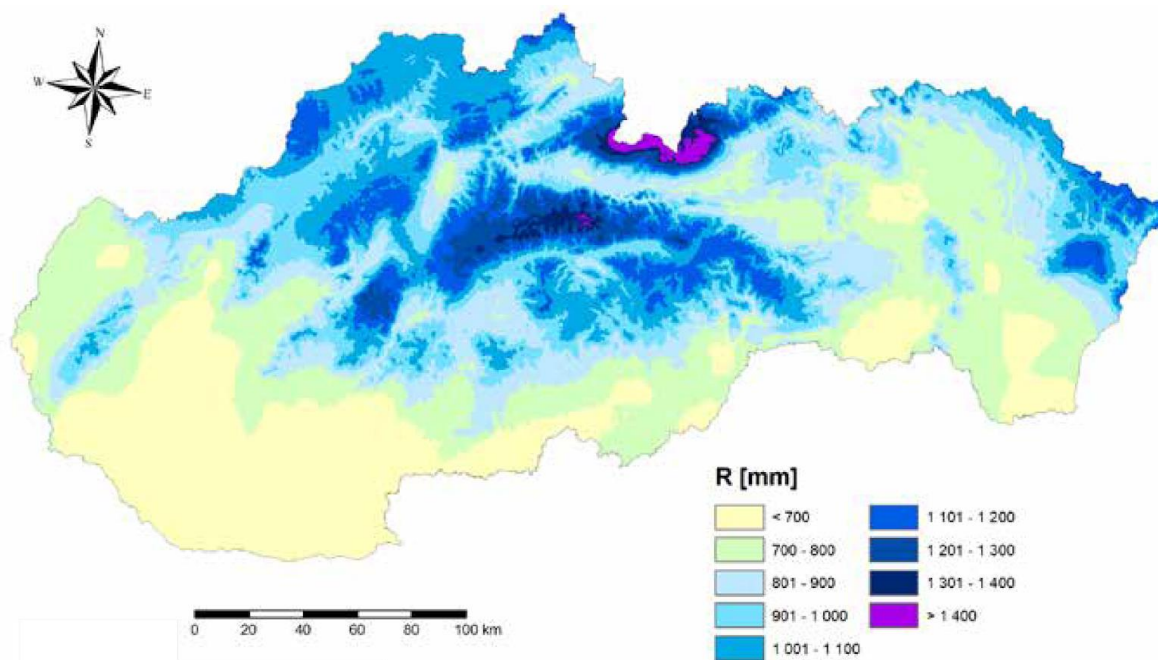 N
W E
S
R [mm]
< 700
700 - 800
801 - 900
901 - 1 000
1 001 - 1 100
1 101 - 1 200
1 201 - 1 300
1 301 - 1 400
> 1 400
0 20 40 60 80 100 km